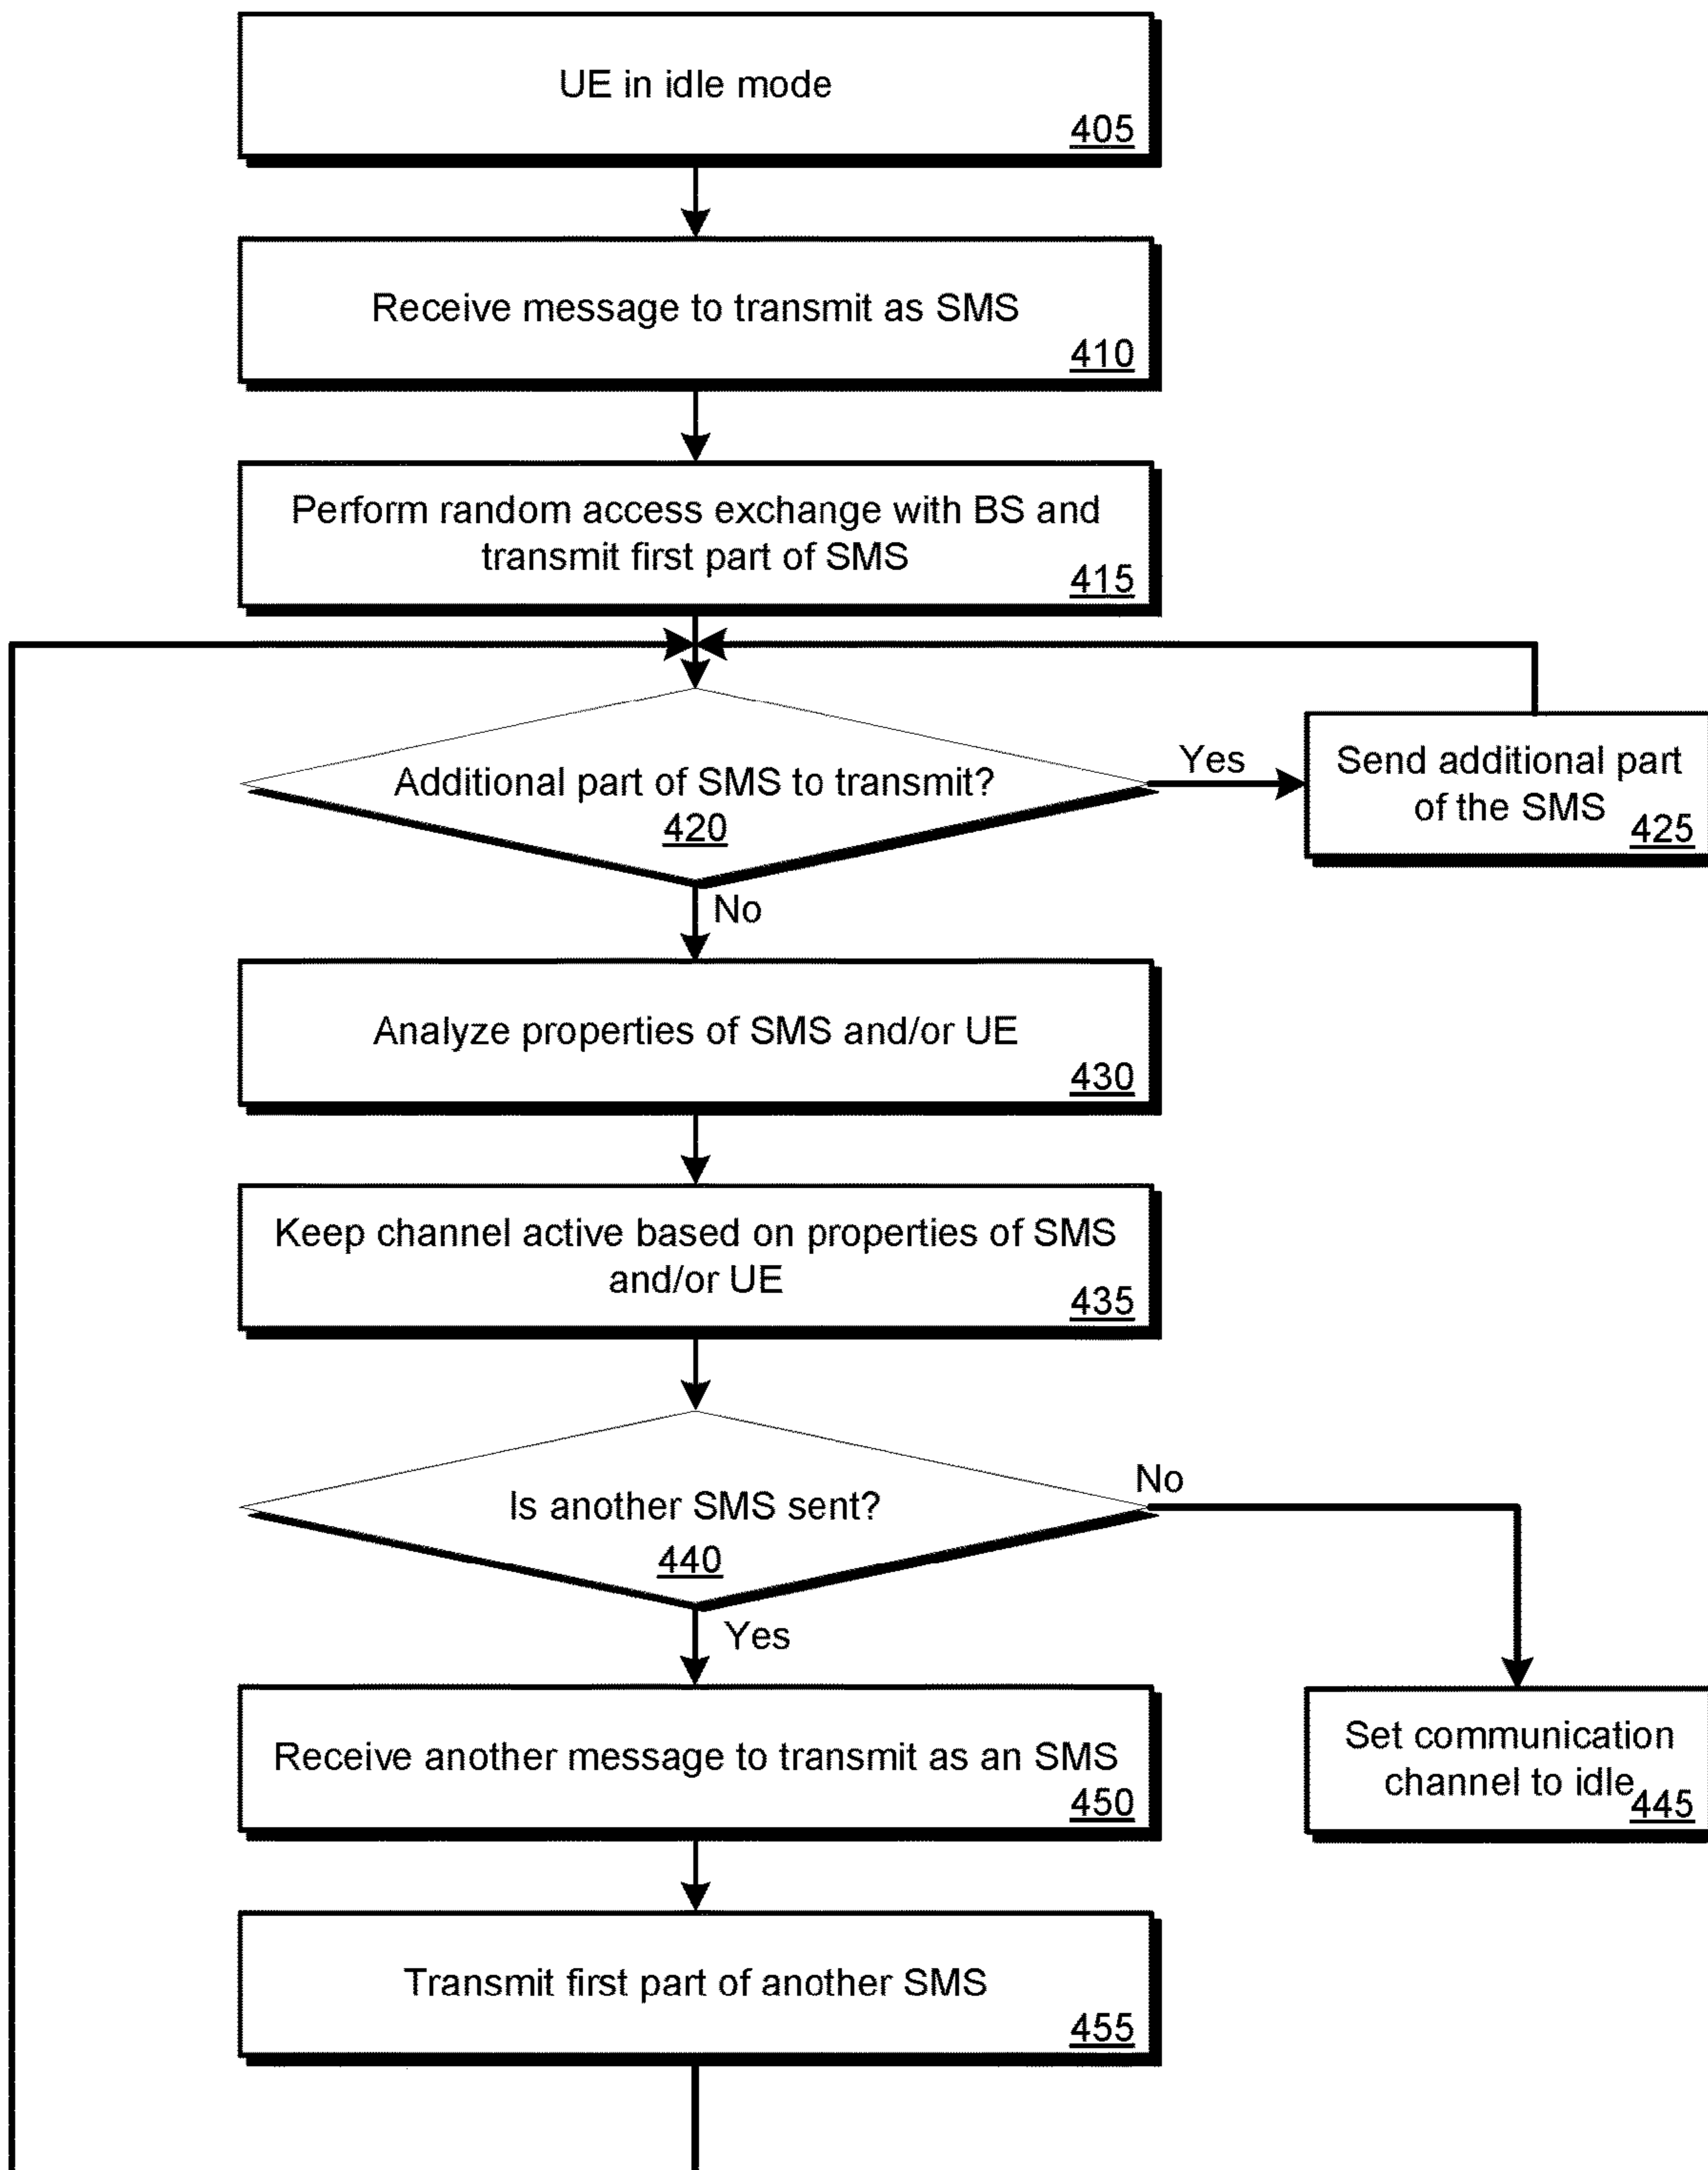 UE in idle mode
405
Receive message to transmit as SMS
410
Perform random access exchange with BS and
transmit first part of SMS
415
Additional part of SMS to transmit?
420
Yes
Send additional part
of the SMS
425
No
Analyze properties of SMS and/or UE
430
Keep channel active based on properties of SMS
and/or UE
435
Is another SMS sent?
440
No
Yes
Receive another message to transmit as an SMS
450
Set communication
channel to idle
445
Transmit first part of another SMS
455